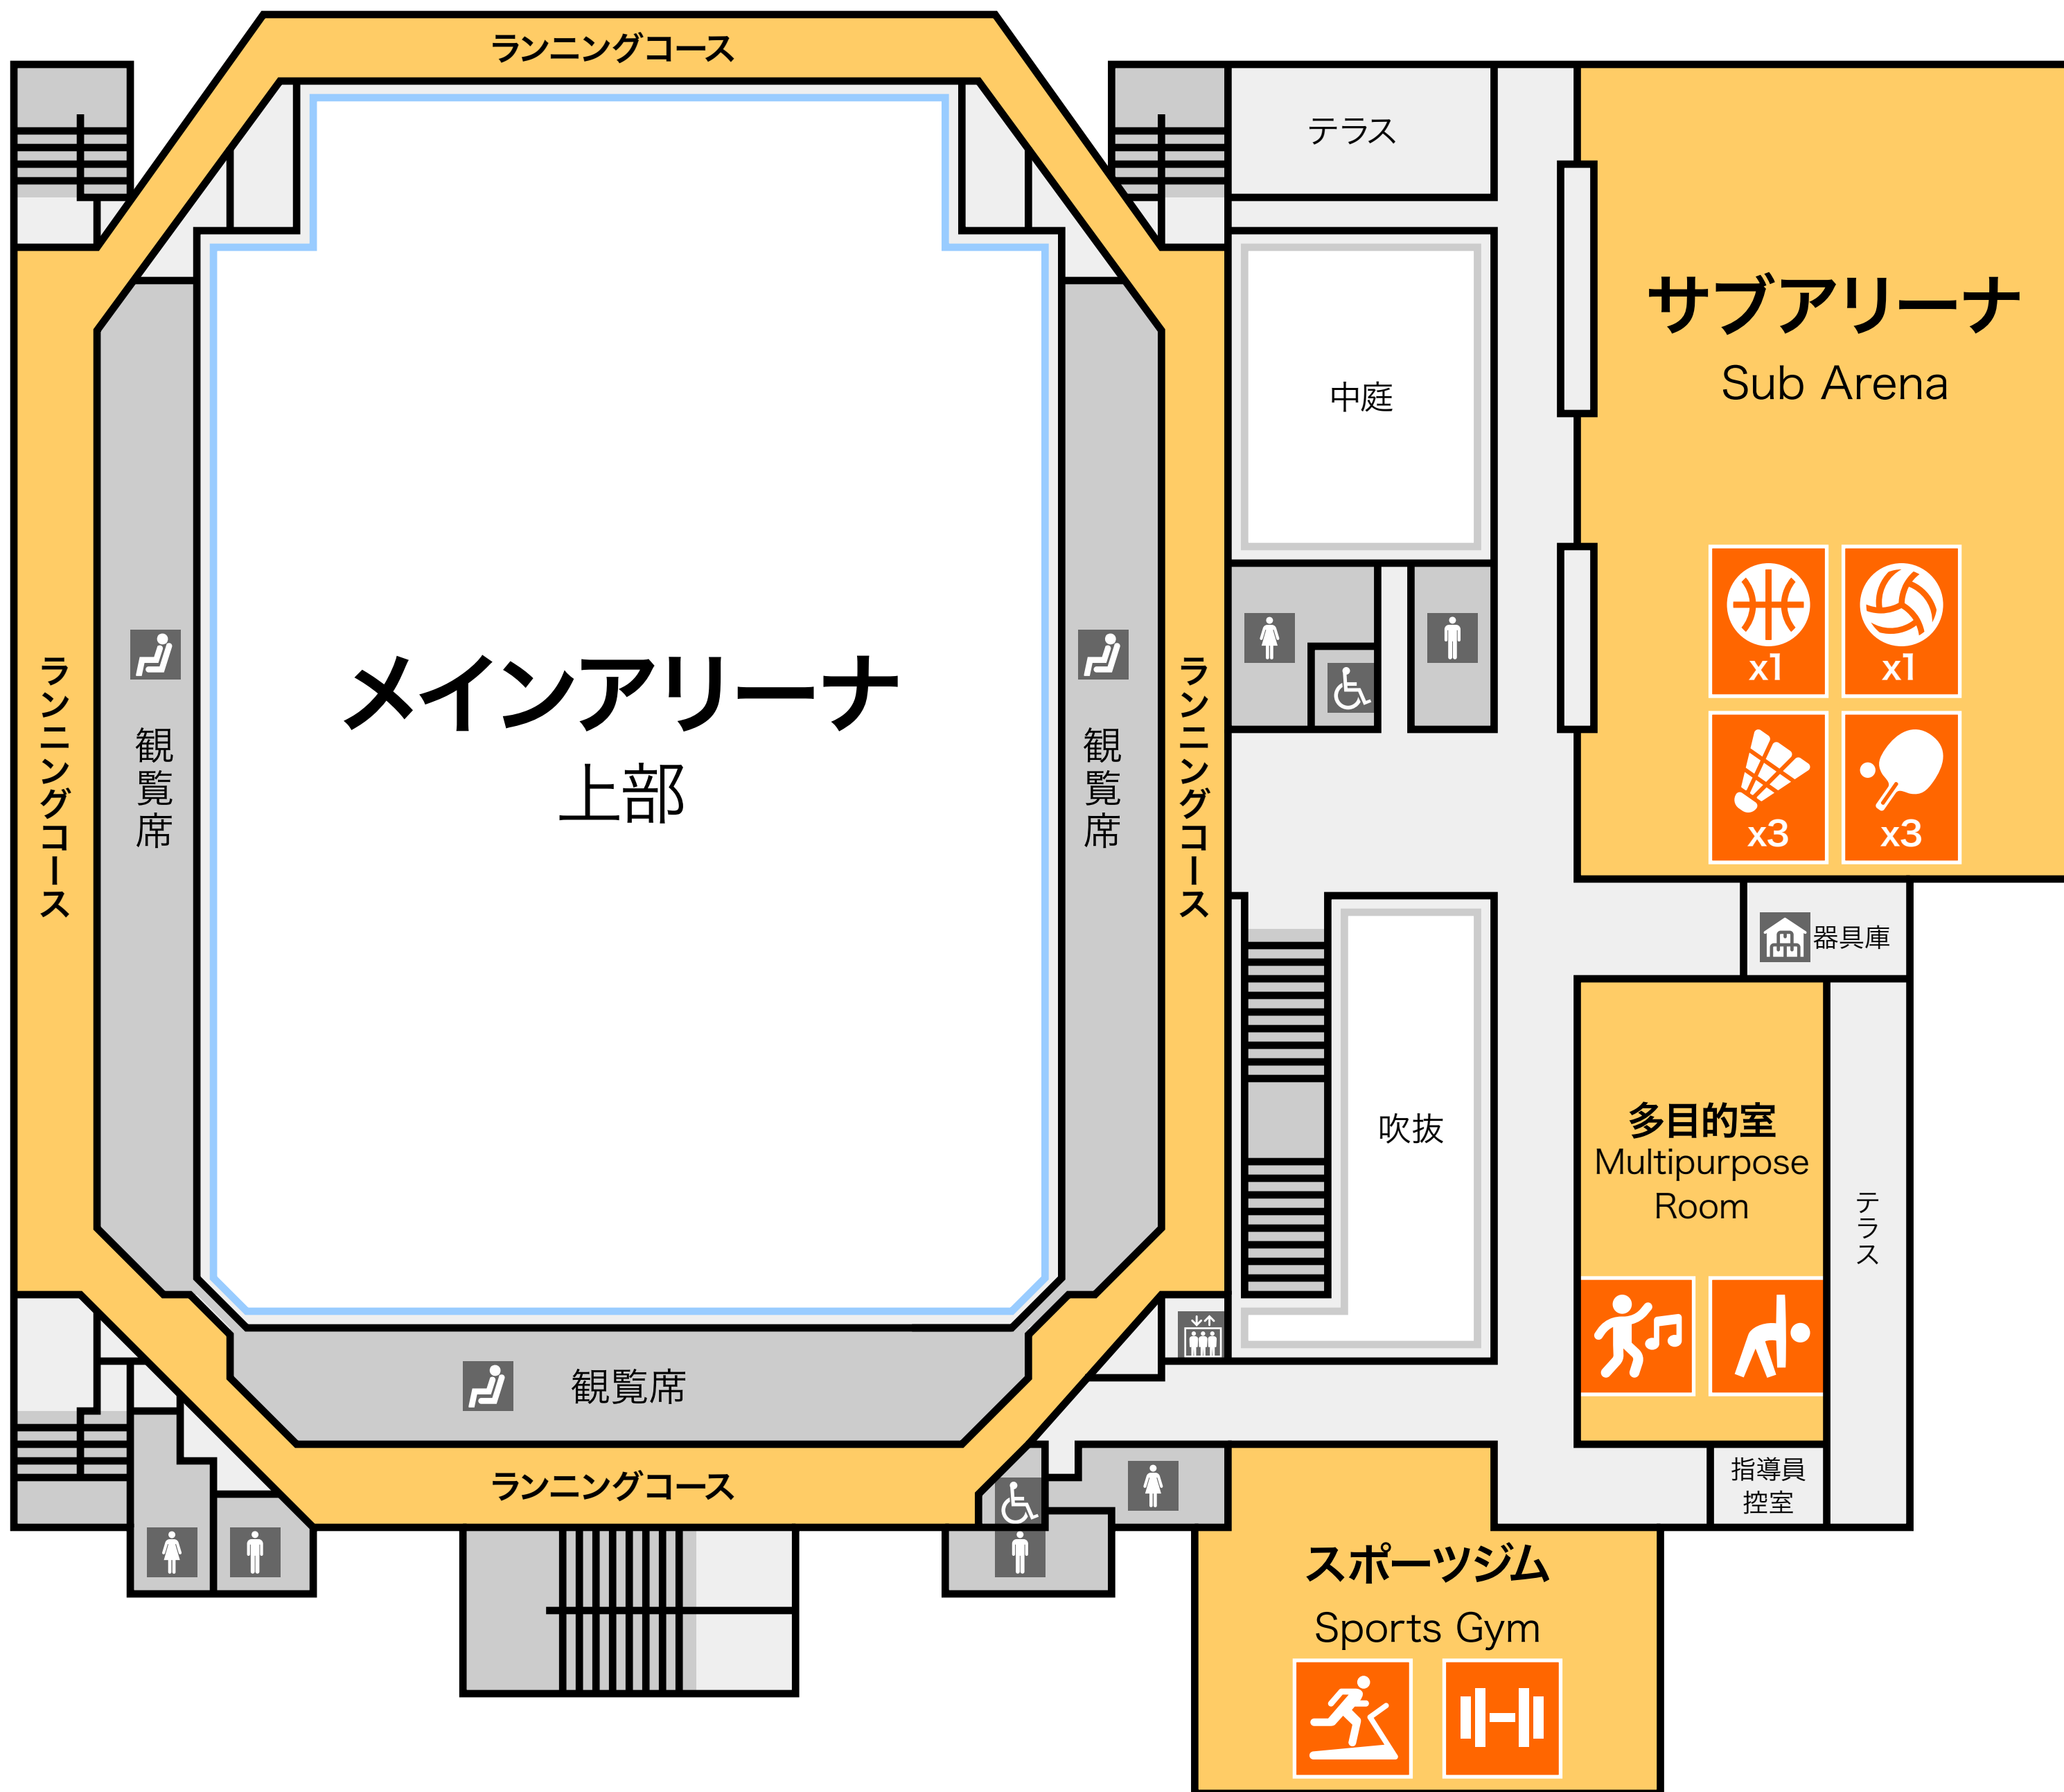 ランニングコース
テラス
サブアリーナ
Sub Arena
中庭
x1
x1
x3
x3
ランニングコース
観覧席
メインアリーナ
上部
観覧席
ランニングコース
器具庫
吹抜
多目的室
Multipurpose
Room
テラス
観覧席
ランニングコース
指導員
控室
スポーツジム
Sports Gym